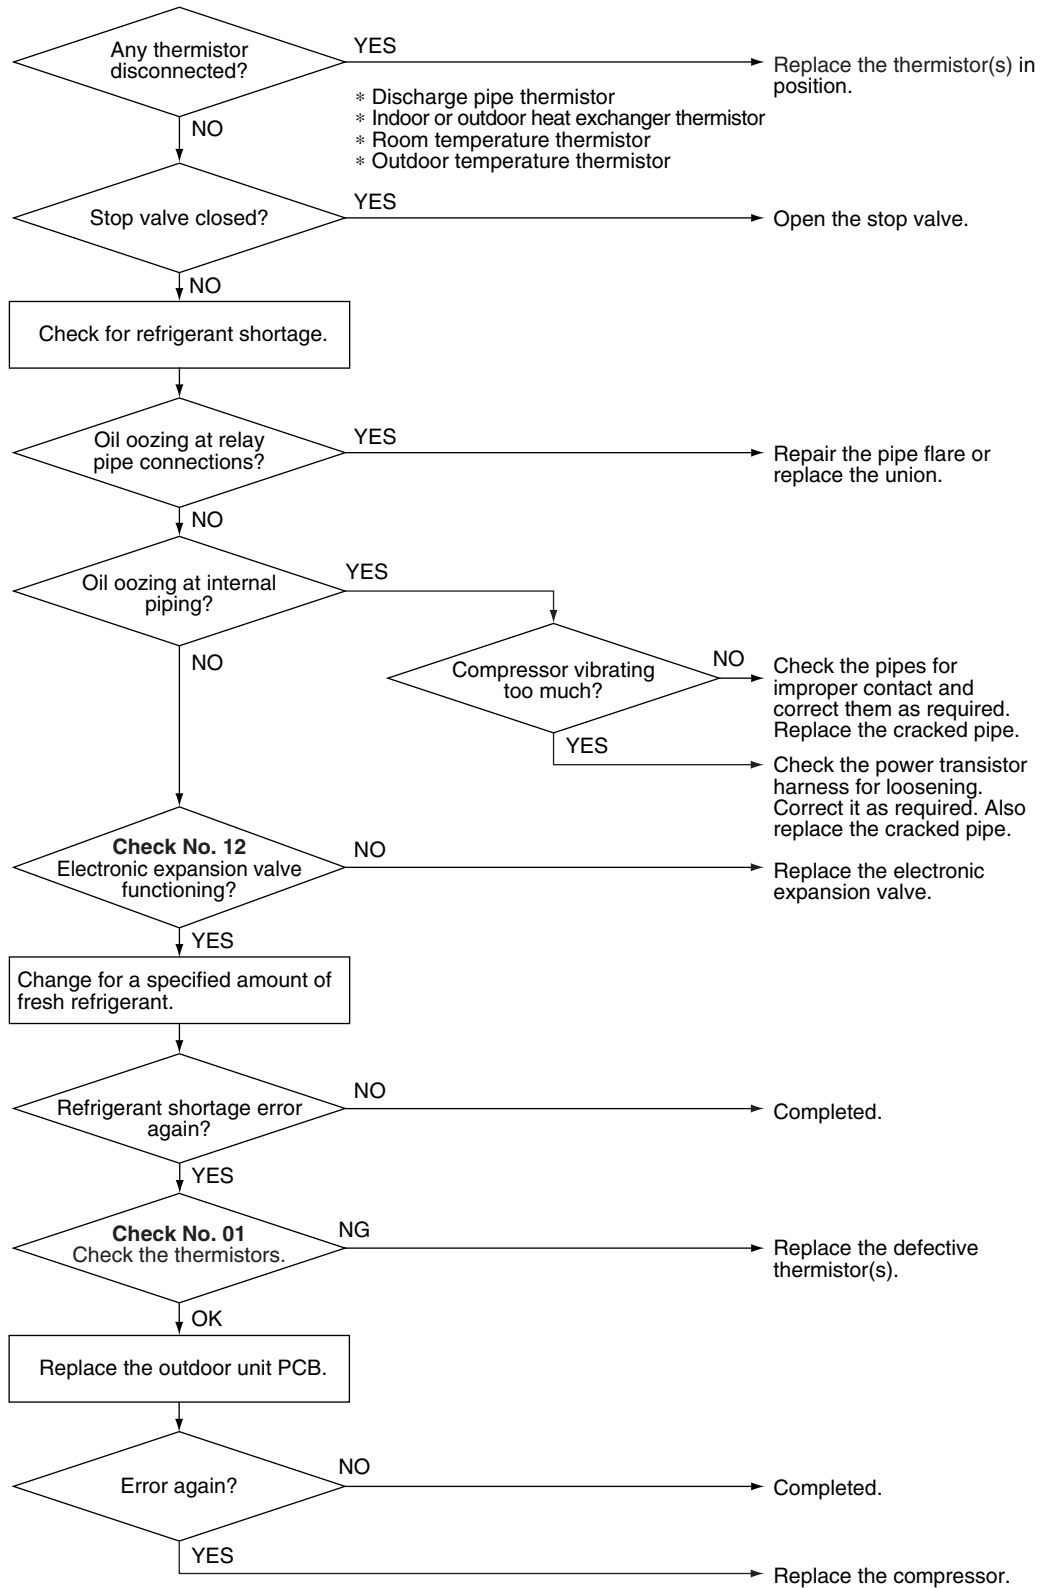 Any thermistor
disconnected?
YES
Replace the thermistor(s) in
position.
∗ Discharge pipe thermistor
∗ Indoor or outdoor heat exchanger thermistor
∗ Room temperature thermistor
∗ Outdoor temperature thermistor
NO
Stop valve closed?
YES
Open the stop valve.
NO
Check for refrigerant shortage.
Oil oozing at relay
pipe connections?
YES
Repair the pipe flare or
replace the union.
NO
Oil oozing at internal
piping?
YES
NO
Compressor vibrating
too much?
NO
Check the pipes for
improper contact and
correct them as required.
Replace the cracked pipe.
YES
Check the power transistor
harness for loosening.
Correct it as required. Also
replace the cracked pipe.
Check No. 12
Electronic expansion valve
functioning?
NO
Replace the electronic
expansion valve.
YES
Change for a specified amount of
fresh refrigerant.
Refrigerant shortage error
again?
NO
Completed.
YES
Check No. 01
Check the thermistors.
NG
Replace the defective
thermistor(s).
OK
Replace the outdoor unit PCB.
Error again?
NO
Completed.
YES
Replace the compressor.